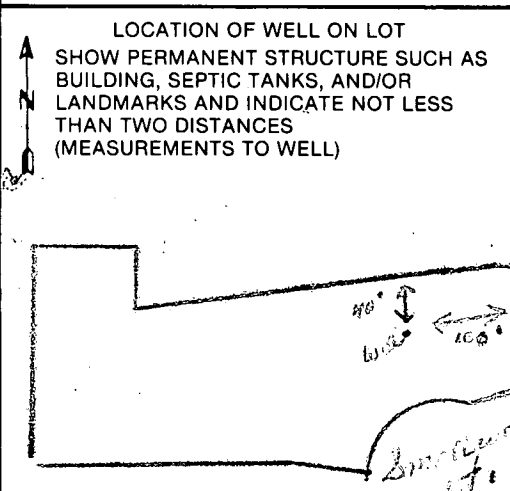 LOCATION OF WELL ON LOT
SHOW PERMANENT STRUCTURE SUCH AS
BUILDING, SEPTIC TANKS, AND/OR
LANDMARKS AND INDICATE NOT LESS
THAN TWO DISTANCES
(MEASUREMENTS TO WELL)
N
40'
Well
100'